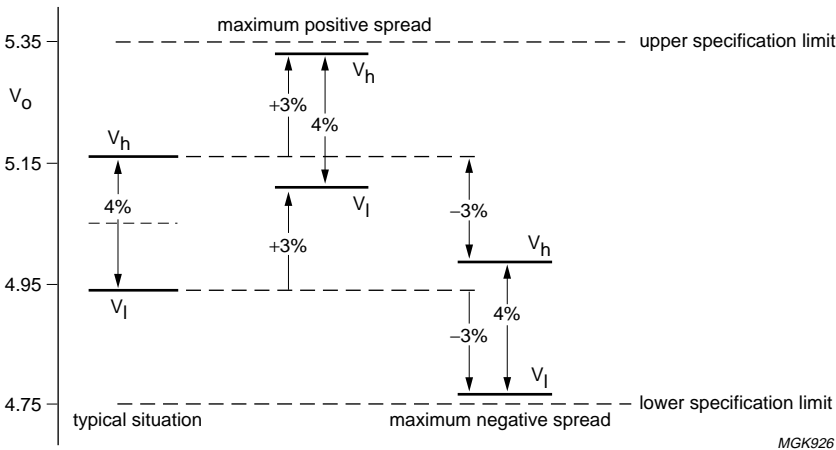 maximum positive spread
5.35
upper specification limit
Vo
Vh
+3%
4%
Vh
5.15
4%
Vl
−3%
+3%
Vh
4.95
Vl
−3%
4%
Vl
4.75
lower specification limit
typical situation
maximum negative spread
MGK926